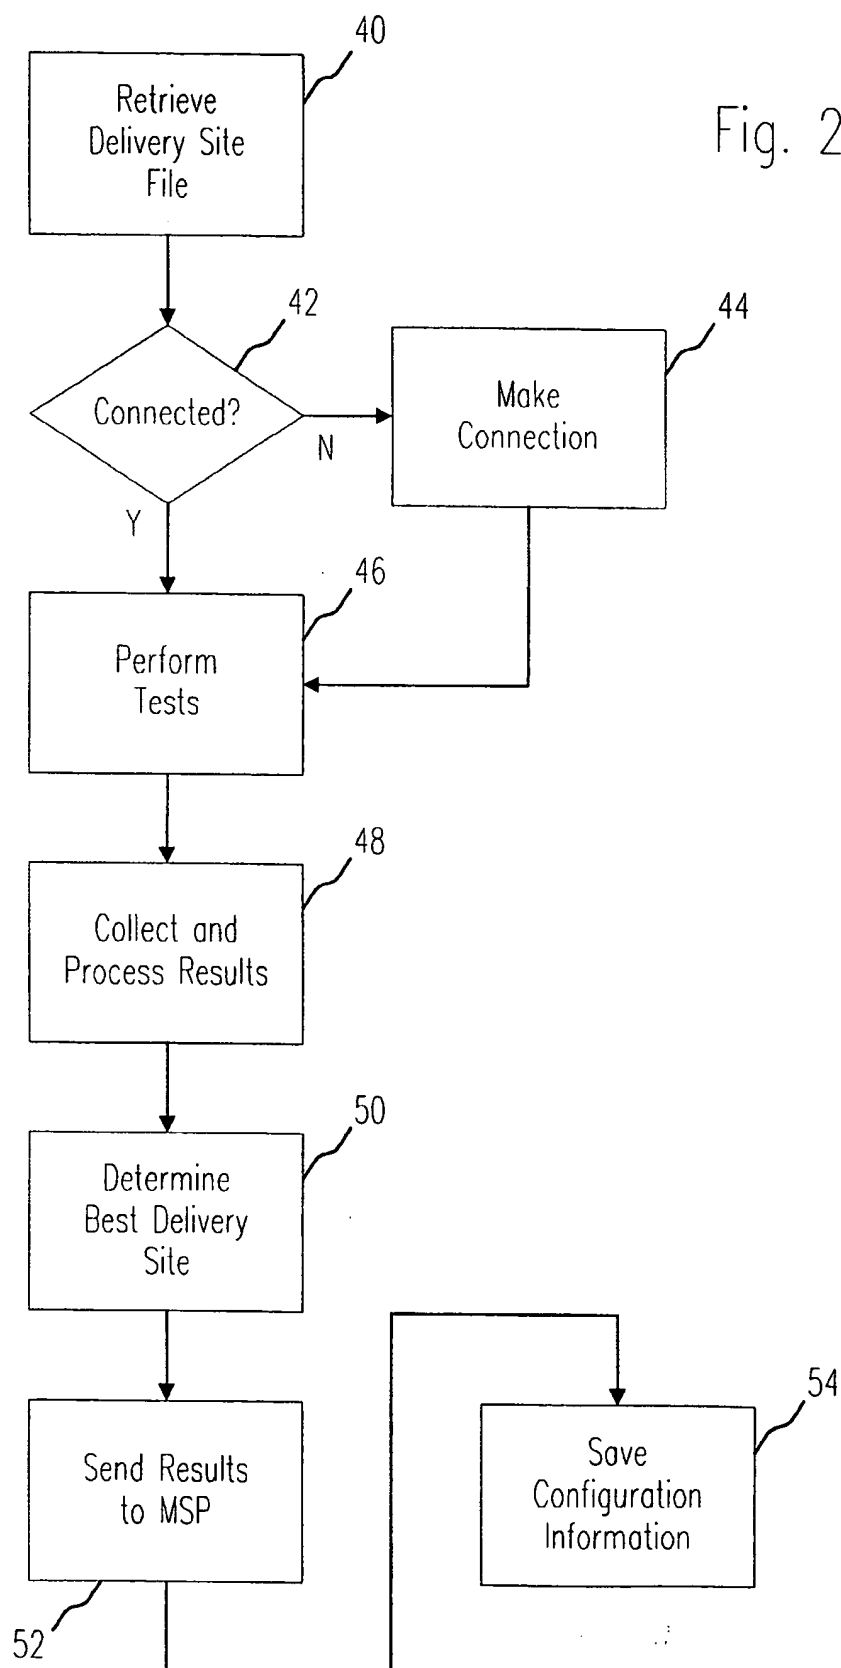 40
Retrieve
Delivery Site
File
Fig. 2
42
Connected?
N
Y
44
Make
Connection
46
Perform
Tests
48
Collect and
Process Results
50
Determine
Best Delivery
Site
Send Results
to MSP
52
54
Save
Configuration
Information